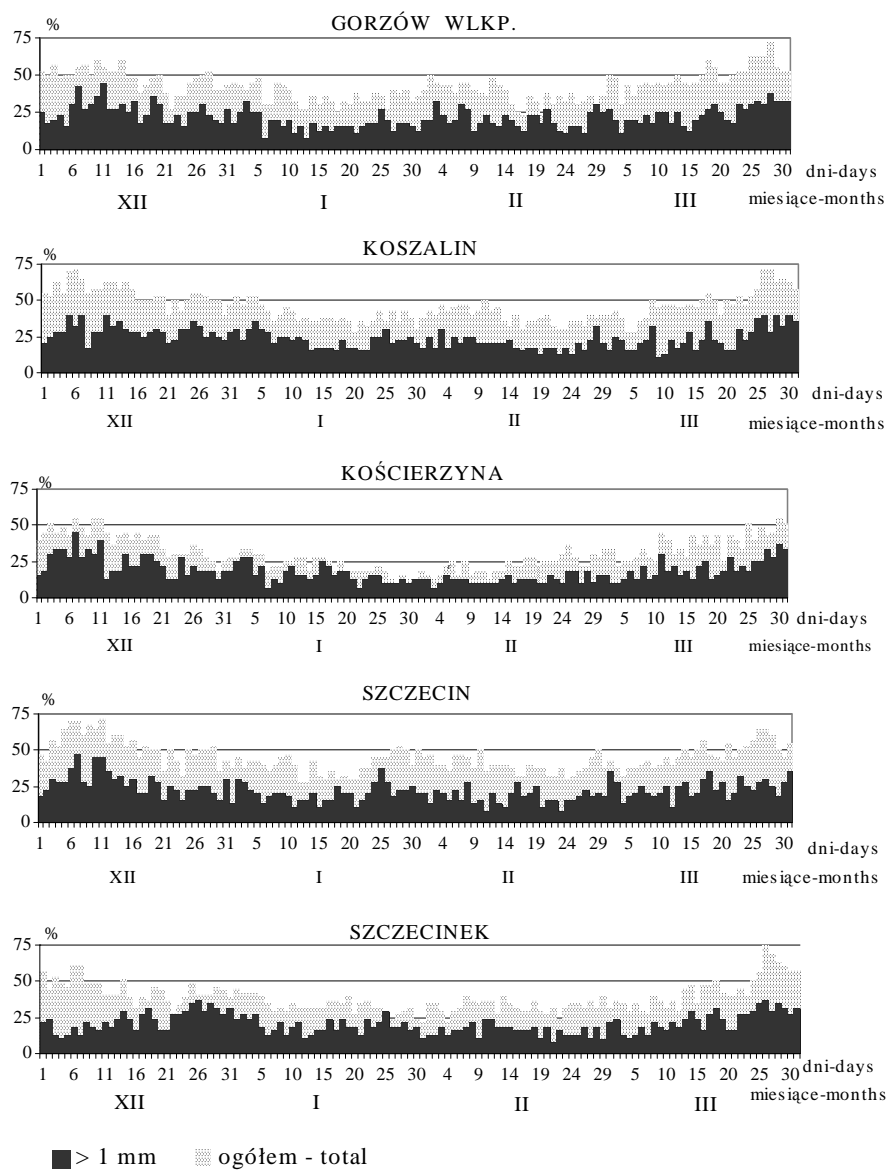 GORZÓW WLKP.
%
75
50
25
0
1 6 11 16 20 26 31 5 10 15 20 25 30 4 9 14 19 24 29 4 10 15 20 25 30 dni-days
XII I II III miesiące-months
KOSZALIN
%
75
50
25
0
1 6 11 16 21 26 31 5 10 15 20 25 30 4 9 14 19 24 29 5 10 15 20 25 30 dni-days
XII I II III miesiące-months
KOŚCIERZYNA
%
75
50
25
0
1 6 11 16 21 26 31 5 10 15 20 25 30 4 9 14 19 24 29 5 10 15 20 25 30 dni-days
XII I II III miesiące-months
SZCZECIN
%
75
50
25
0
1 6 11 16 21 26 31 5 10 15 20 25 30 4 9 14 19 24 29 5 10 15 20 25 30 dni-days
XII I II III miesiące-months
SZCZECINEK
%
75
50
25
0
1 6 11 16 21 26 31 5 10 15 20 25 30 4 9 14 19 24 29 5 10 15 20 25 30 dni-days
XII I II III miesiące-months
> 1 mm ogółem - total